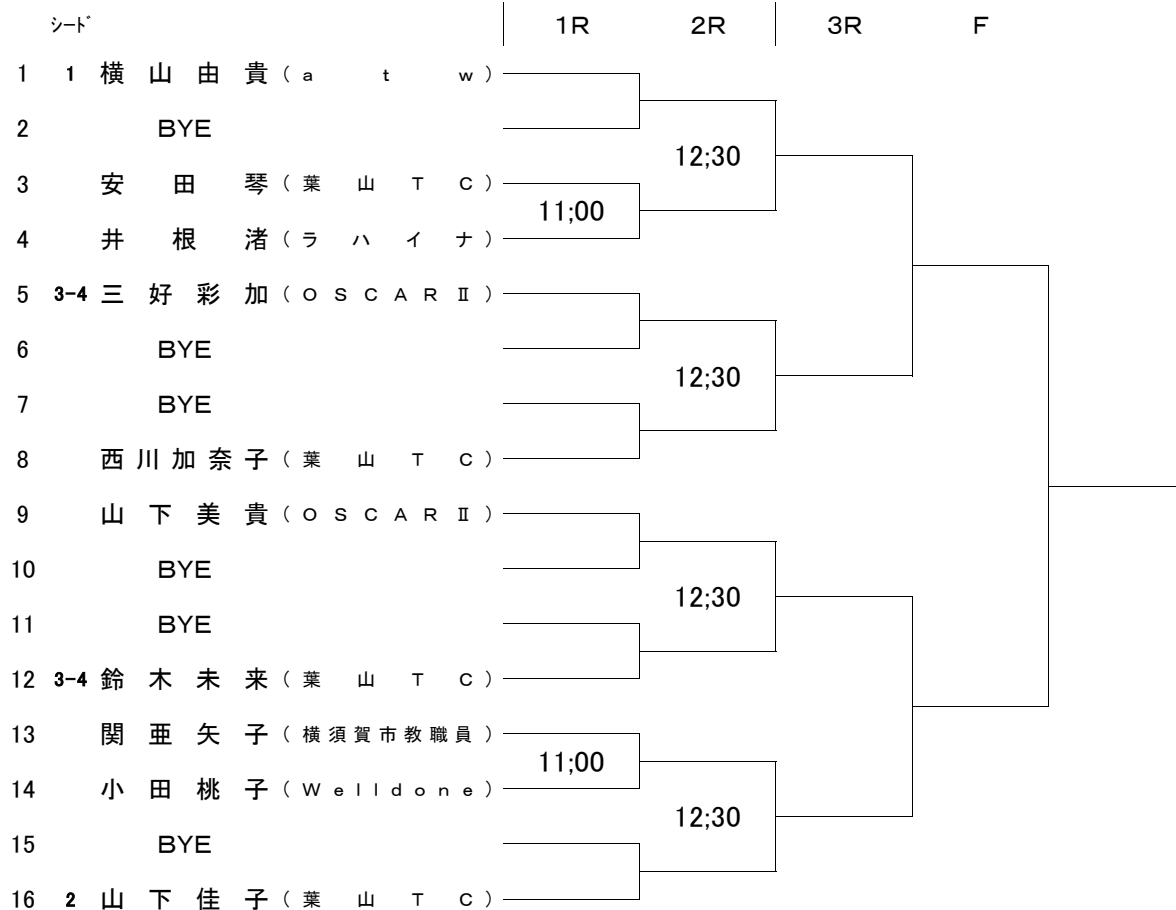 ｼｰﾄﾞ 1R 2R 3R F
1 1 横山由貴(atw)
2 BYE
12;30
3 安田琴(葉山TC)
11;00
4 井根渚(ラハイナ)
5 3-4 三好彩加(OSCARⅡ)
6 BYE
12;30
7 BYE
8 西川加奈子(葉山TC)
9 山下美貴(OSCARⅡ)
10 BYE
12;30
11 BYE
12 3-4 鈴木未来(葉山TC)
13 関亜矢子(横須賀市教職員)
11;00
14 小田桃子(Welldone)
12;30
15 BYE
16 2 山下佳子(葉山TC)